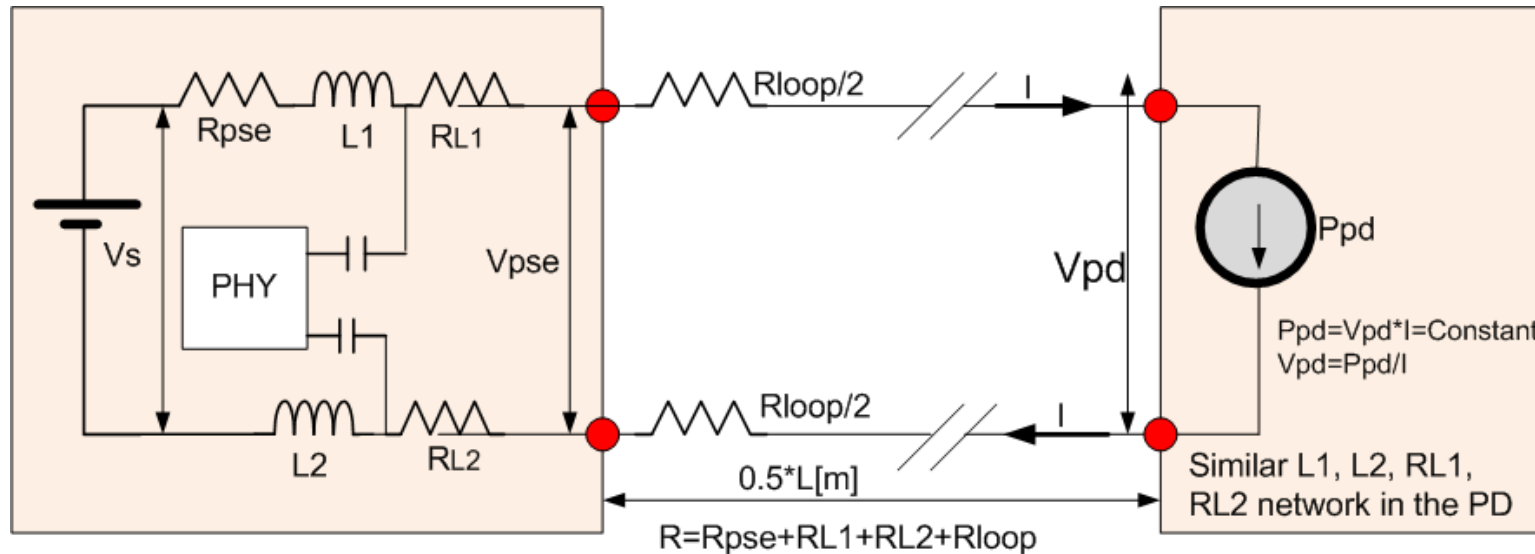 Rpse
L1
RL1
Vs
PHY
Vpse
L2
RL2
Rloop/2
I
Rloop/2
I
0.5*L[m]
R=Rpse+RL1+RL2+Rloop
Vpd
Ppd
Ppd=Vpd*I=Constant
Vpd=Ppd/I
Similar L1, L2, RL1,
RL2 network in the PD